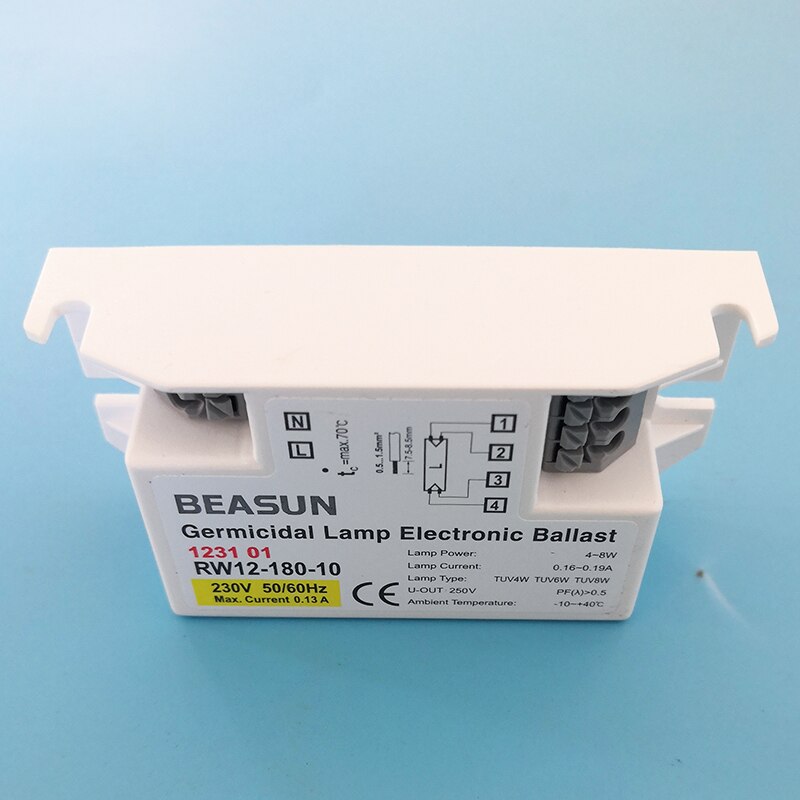 N
L
tc=max.70℃
0.5...1.5mm²
7.5-8.5mm
L
1
2
3
4
BEASUN
Germicidal Lamp Electronic Ballast
1231 01
RW12-180-10
230V 50/60Hz
Max. Current 0.13 A
CE
Lamp Power: - 4-8W
Lamp Current: 0.16-0.19A
Lamp Type: TUV4W TUV6W TUV8W
U-OUT 250V PF(λ)>0.5
Ambient Temperature: -10~+40℃